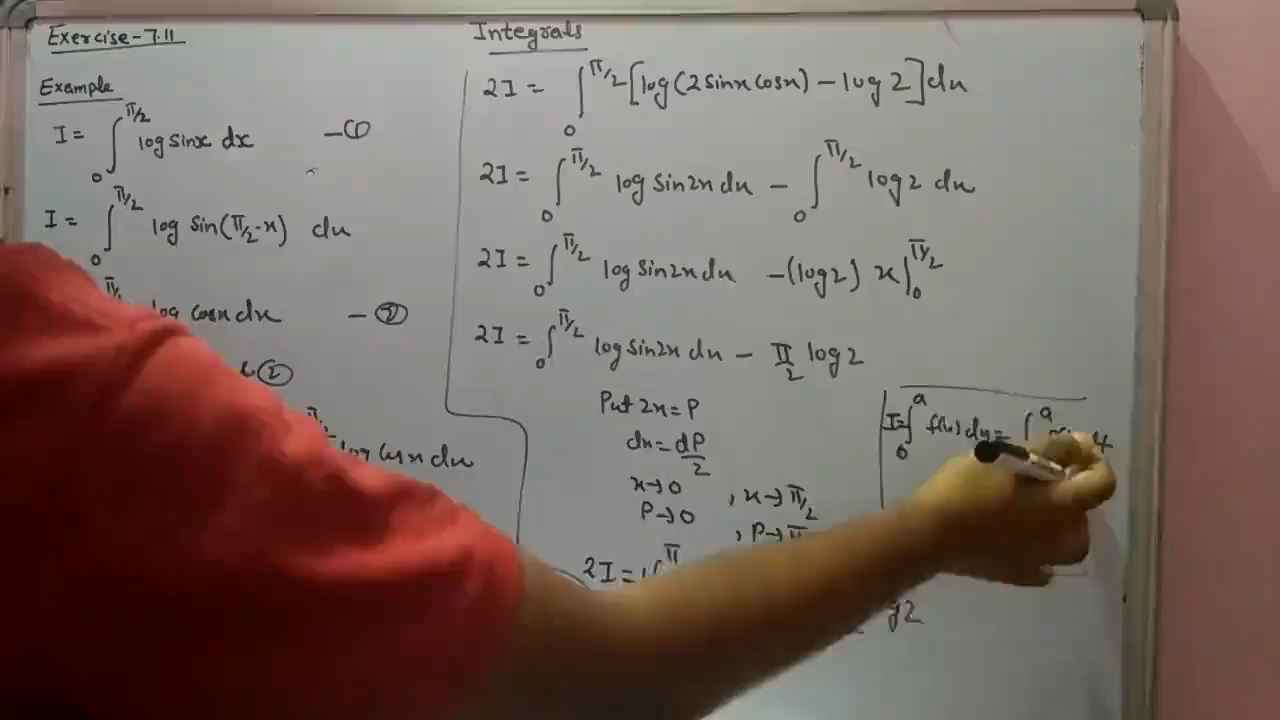 Exercise-7.11
Example
I = ∫₀^{π/2} log sinx dx —①
I = ∫₀^{π/2} log sin(π/2-x) dx
log cosx dx —②
②
log cosx dx
Integrals
2I = ∫₀^{π/2} [log(2sinx cosx) - log 2] dx
2I = ∫₀^{π/2} log sin2x dx - ∫₀^{π/2} log2 dx
2I = ∫₀^{π/2} log sin2x dx - (log2) x|₀^{π/2}
2I = ∫₀^{π/2} log sin2x dx - π/2 log2
Put 2x = P
dx = dP/2
x→0 , x→π/2
P→0 , P→π
2I =
I = ∫₀^a f(x) dx = ∫^a